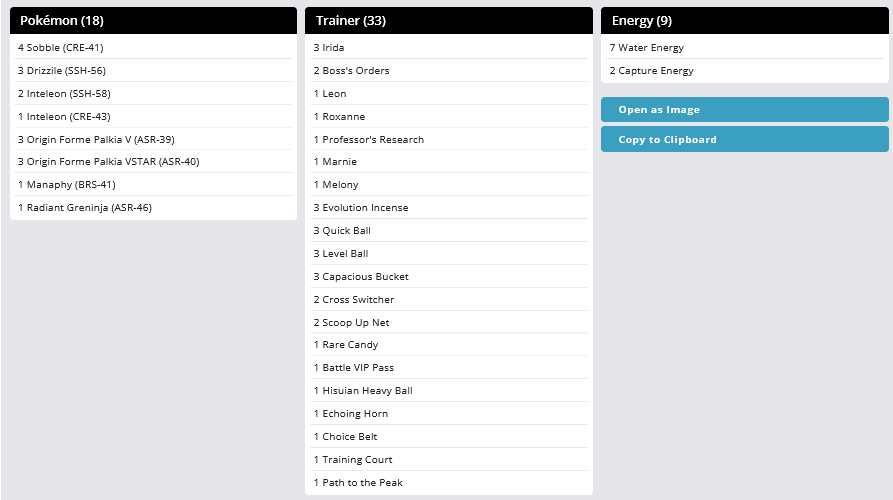 Pokémon (18)
4 Sobble (CRE-41)
3 Drizzile (SSH-56)
2 Inteleon (SSH-58)
1 Inteleon (CRE-43)
3 Origin Forme Palkia V (ASR-39)
3 Origin Forme Palkia VSTAR (ASR-40)
1 Manaphy (BRS-41)
1 Radiant Greninja (ASR-46)
Trainer (33)
3 Irida
2 Boss's Orders
1 Leon
1 Roxanne
1 Professor's Research
1 Marnie
1 Melony
3 Evolution Incense
3 Quick Ball
3 Level Ball
3 Capacious Bucket
2 Cross Switcher
2 Scoop Up Net
1 Rare Candy
1 Battle VIP Pass
1 Hisuian Heavy Ball
1 Echoing Horn
1 Choice Belt
1 Training Court
1 Path to the Peak
Energy (9)
7 Water Energy
2 Capture Energy
Open as Image
Copy to Clipboard